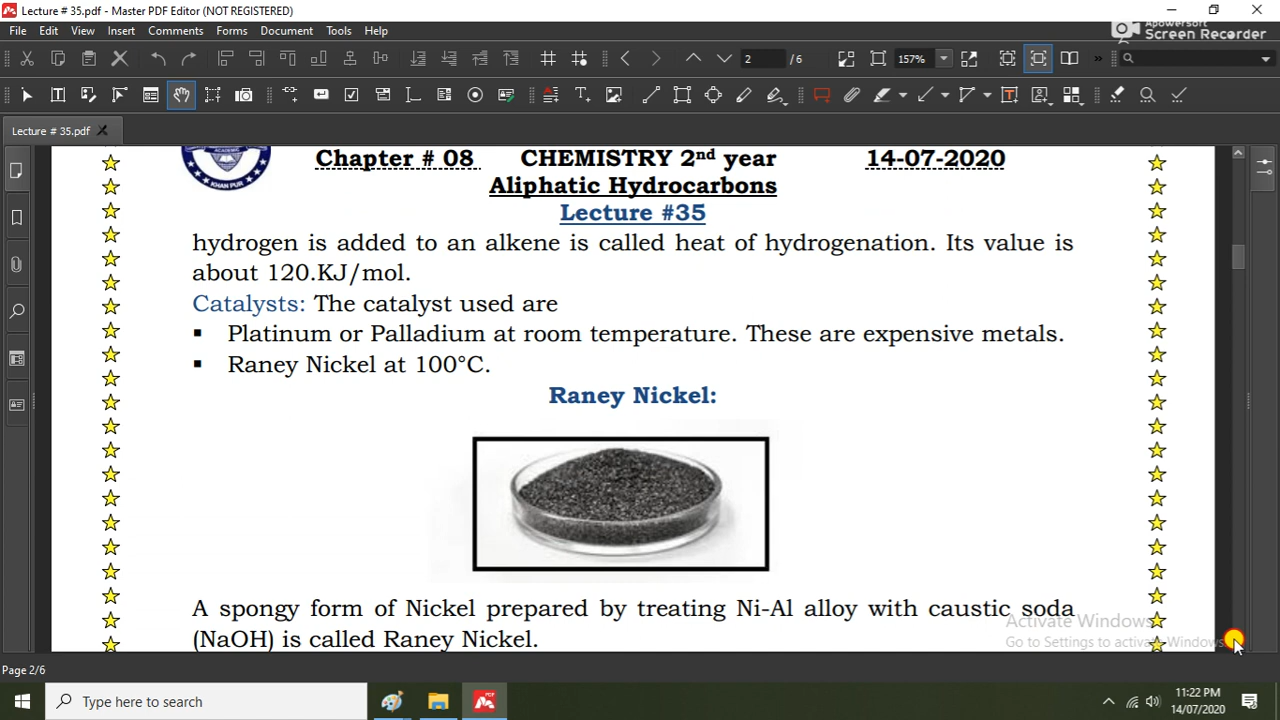 Lecture # 35.pdf - Master PDF Editor (NOT REGISTERED)
Apowersoft
Screen Recorder
File Edit View Insert Comments Forms Document Tools Help
2 / 6 157%
Lecture # 35.pdf
ACADEMIC
KHAN PUR
Chapter # 08 CHEMISTRY 2nd year 14-07-2020
Aliphatic Hydrocarbons
Lecture #35
hydrogen is added to an alkene is called heat of hydrogenation. Its value is
about 120.KJ/mol.
Catalysts: The catalyst used are
▪ Platinum or Palladium at room temperature. These are expensive metals.
▪ Raney Nickel at 100°C.
Raney Nickel:
A spongy form of Nickel prepared by treating Ni-Al alloy with caustic soda
(NaOH) is called Raney Nickel.
Activate Windows
Go to Settings to activate Windows.
Page 2/6
Type here to search
11:22 PM
14/07/2020